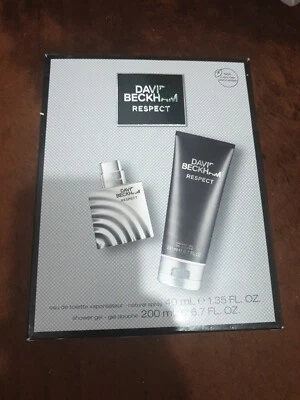 DAVID
BECKHAM
RESPECT
DAVID
BECKHAM
RESPECT
DAVID
BECKHAM
RESPECT
eau de toilette vaporisateur - natural spray 40 mL ℮ 1.35 FL. OZ.
shower gel - gel douche 200 mL ℮ 6.7 FL. OZ.